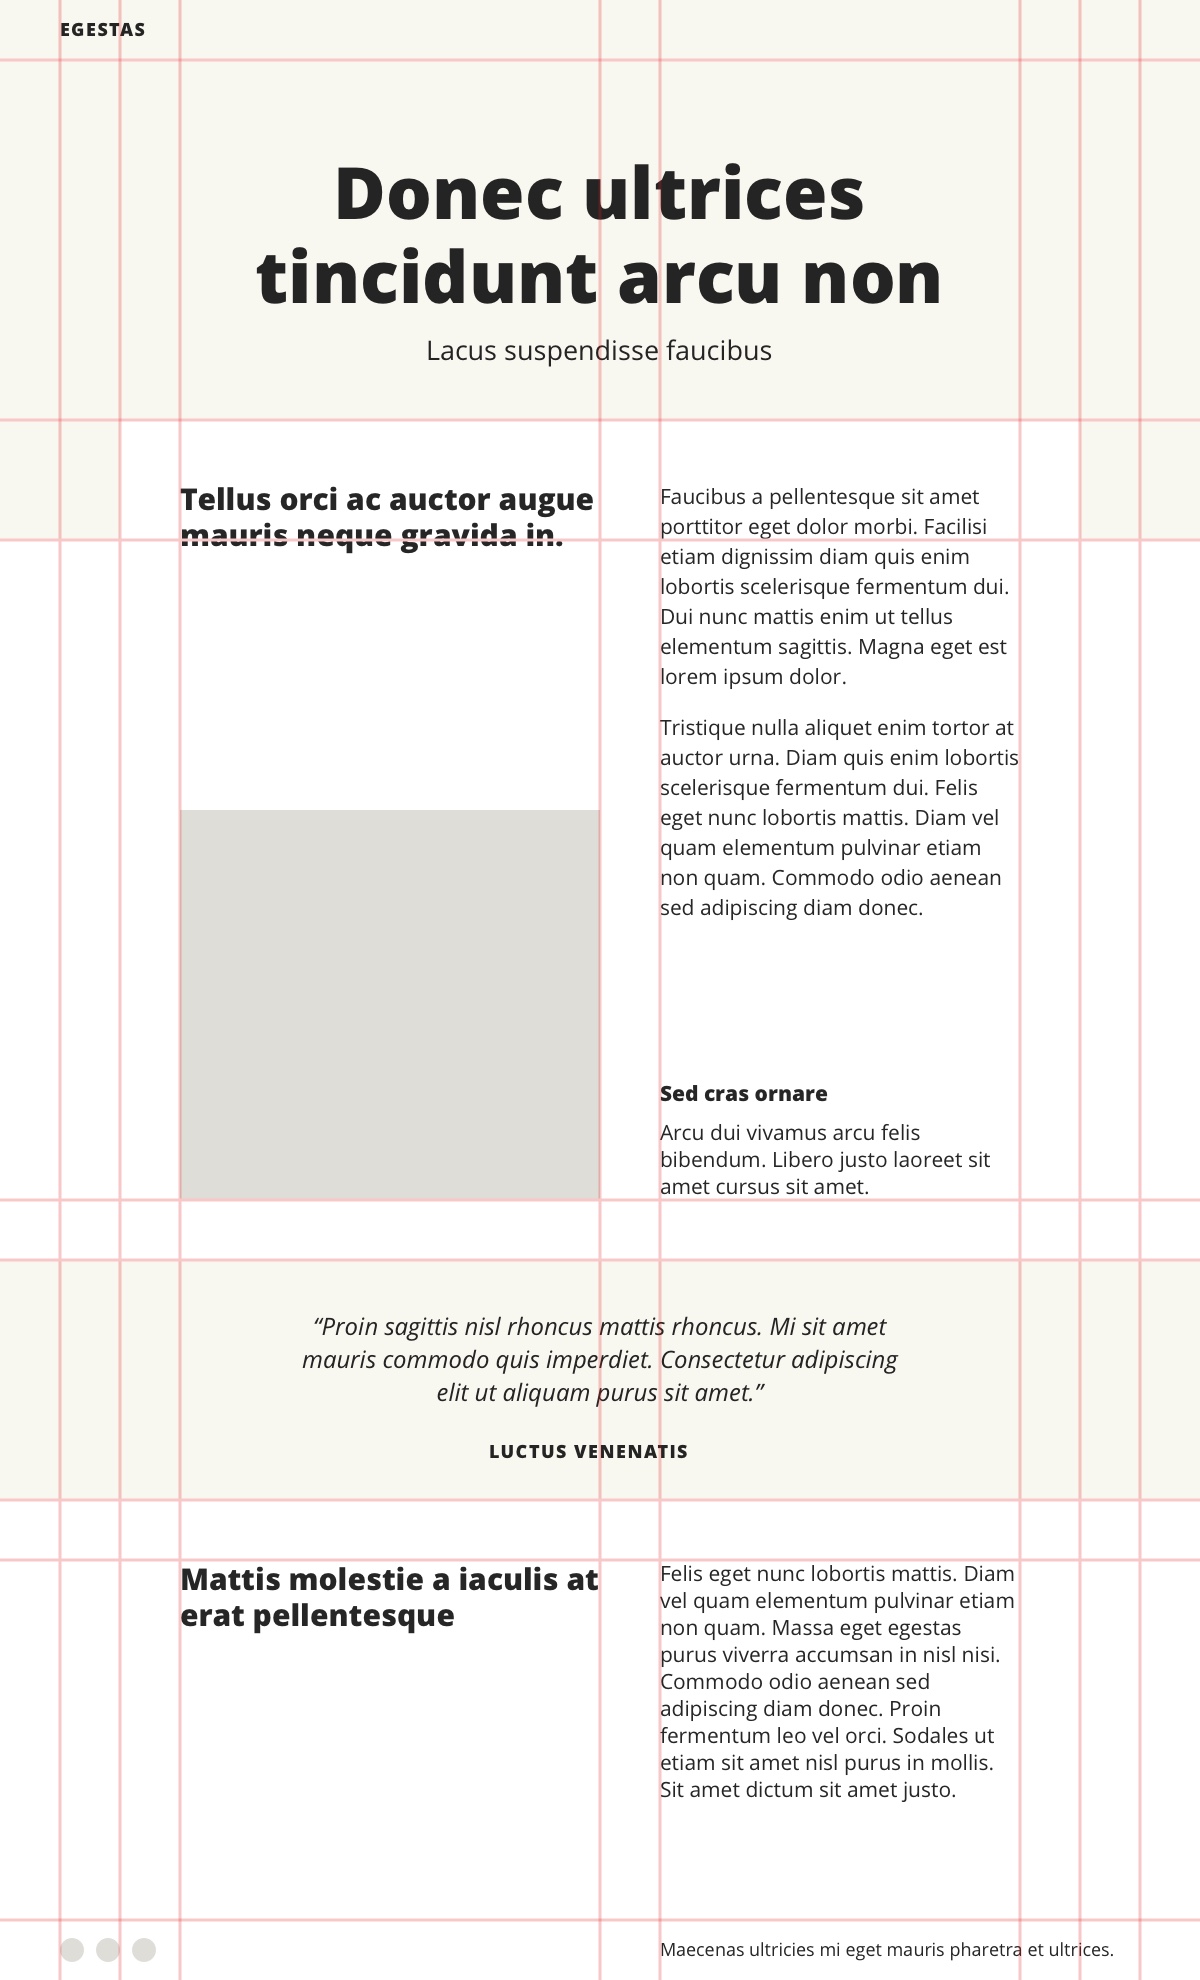 EGESTAS
Donec ultrices
tincidunt arcu non
Lacus suspendisse faucibus
Tellus orci ac auctor augue
mauris neque gravida in.
Faucibus a pellentesque sit amet
porttitor eget dolor morbi. Facilisi
etiam dignissim diam quis enim
lobortis scelerisque fermentum dui.
Dui nunc mattis enim ut tellus
elementum sagittis. Magna eget est
lorem ipsum dolor.
Tristique nulla aliquet enim tortor at
auctor urna. Diam quis enim lobortis
scelerisque fermentum dui. Felis
eget nunc lobortis mattis. Diam vel
quam elementum pulvinar etiam
non quam. Commodo odio aenean
sed adipiscing diam donec.
Sed cras ornare
Arcu dui vivamus arcu felis
bibendum. Libero justo laoreet sit
amet cursus sit amet.
“Proin sagittis nisl rhoncus mattis rhoncus. Mi sit amet
mauris commodo quis imperdiet. Consectetur adipiscing
elit ut aliquam purus sit amet.”
LUCTUS VENENATIS
Mattis molestie a iaculis at
erat pellentesque
Felis eget nunc lobortis mattis. Diam
vel quam elementum pulvinar etiam
non quam. Massa eget egestas
purus viverra accumsan in nisl nisi.
Commodo odio aenean sed
adipiscing diam donec. Proin
fermentum leo vel orci. Sodales ut
etiam sit amet nisl purus in mollis.
Sit amet dictum sit amet justo.
Maecenas ultricies mi eget mauris pharetra et ultrices.